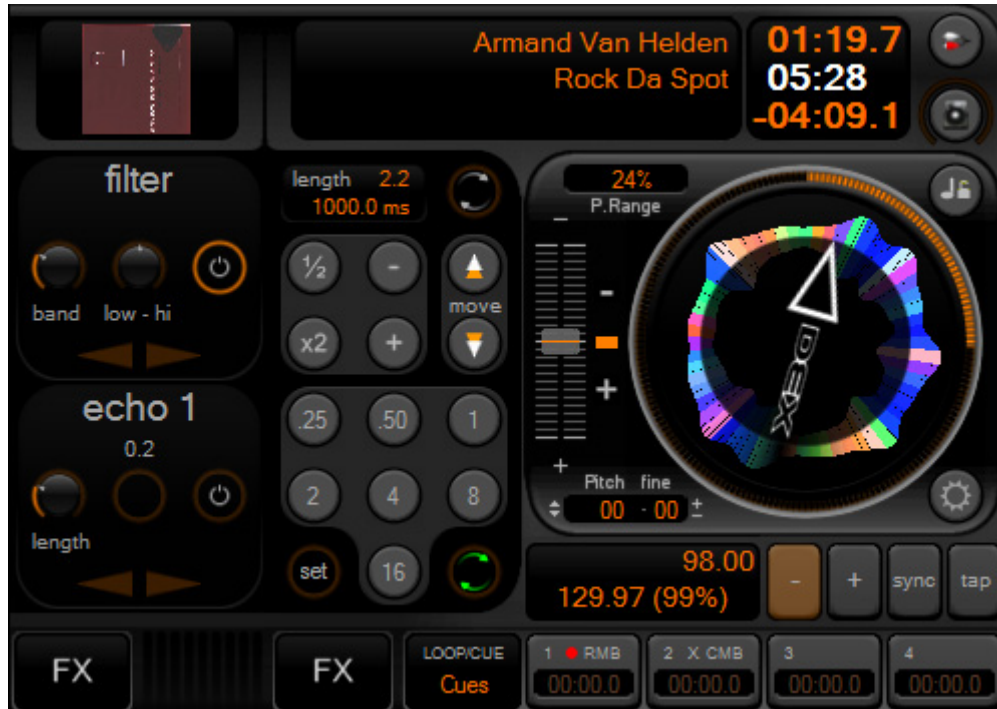 Armand Van Helden
Rock Da Spot
01:19.7
05:28
-04:09.1
filter
band
low - hi
echo 1
0.2
length
length 2.2
1000.0 ms
½ -
x2 +
move
.25 .50 1
2 4 8
set 16
24%
P.Range
-
+
DEX
Pitch fine
00 - 00 ±
98.00
129.97 (99%)
- + sync tap
FX
FX
LOOP/CUE
Cues
1 RMB
00:00.0
2 X CMB
00:00.0
3
00:00.0
4
00:00.0